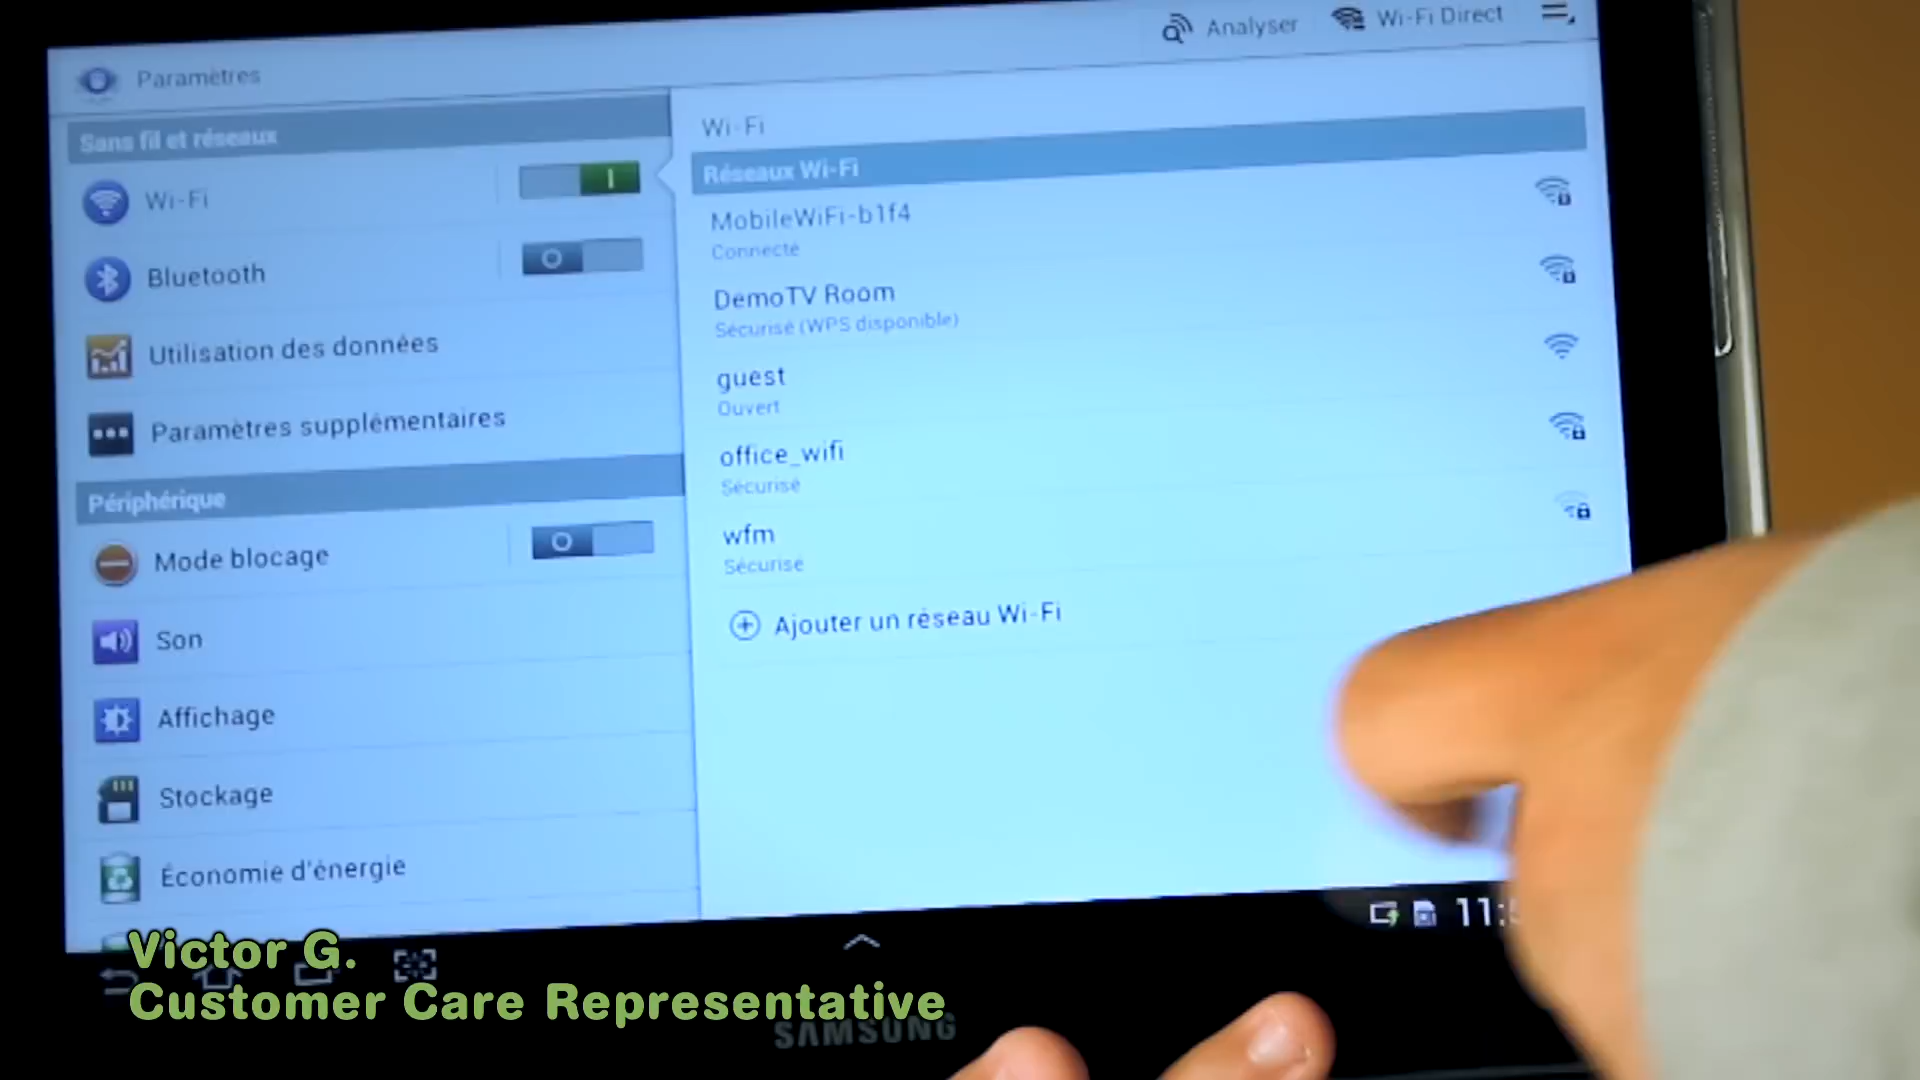 Paramètres
Analyser
Wi-Fi Direct
Sans fil et réseaux
Wi-Fi
Bluetooth
Utilisation des données
Paramètres supplémentaires
Périphérique
Mode blocage
Son
Affichage
Stockage
Économie d'énergie
Wi-Fi
Réseaux Wi-Fi
MobileWiFi-b1f4
Connecté
DemoTV Room
Sécurisé (WPS disponible)
guest
Ouvert
office_wifi
Sécurisé
wfm
Sécurisé
Ajouter un réseau Wi-Fi
Victor G.
Customer Care Representative
SAMSUNG